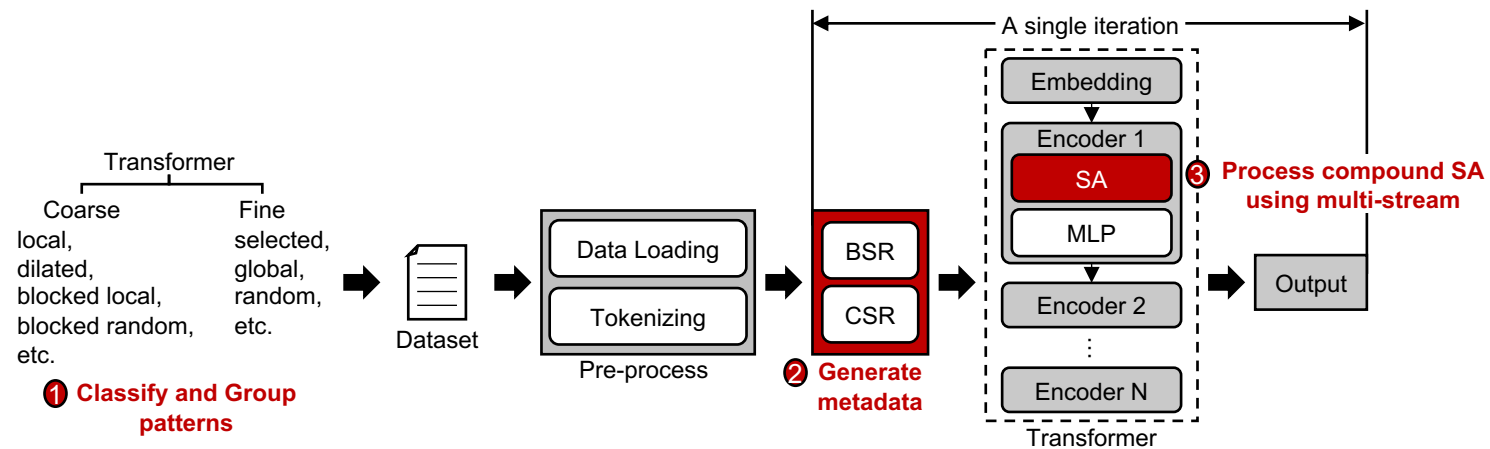 A single iteration
Transformer
Coarse
local,
dilated,
blocked local,
blocked random,
etc.
Fine
selected,
global,
random,
etc.
1 Classify and Group
patterns
Dataset
Data Loading
Tokenizing
Pre-process
BSR
CSR
2 Generate
metadata
Embedding
Encoder 1
SA
MLP
Encoder 2
⋮
Encoder N
Transformer
3 Process compound SA
using multi-stream
Output